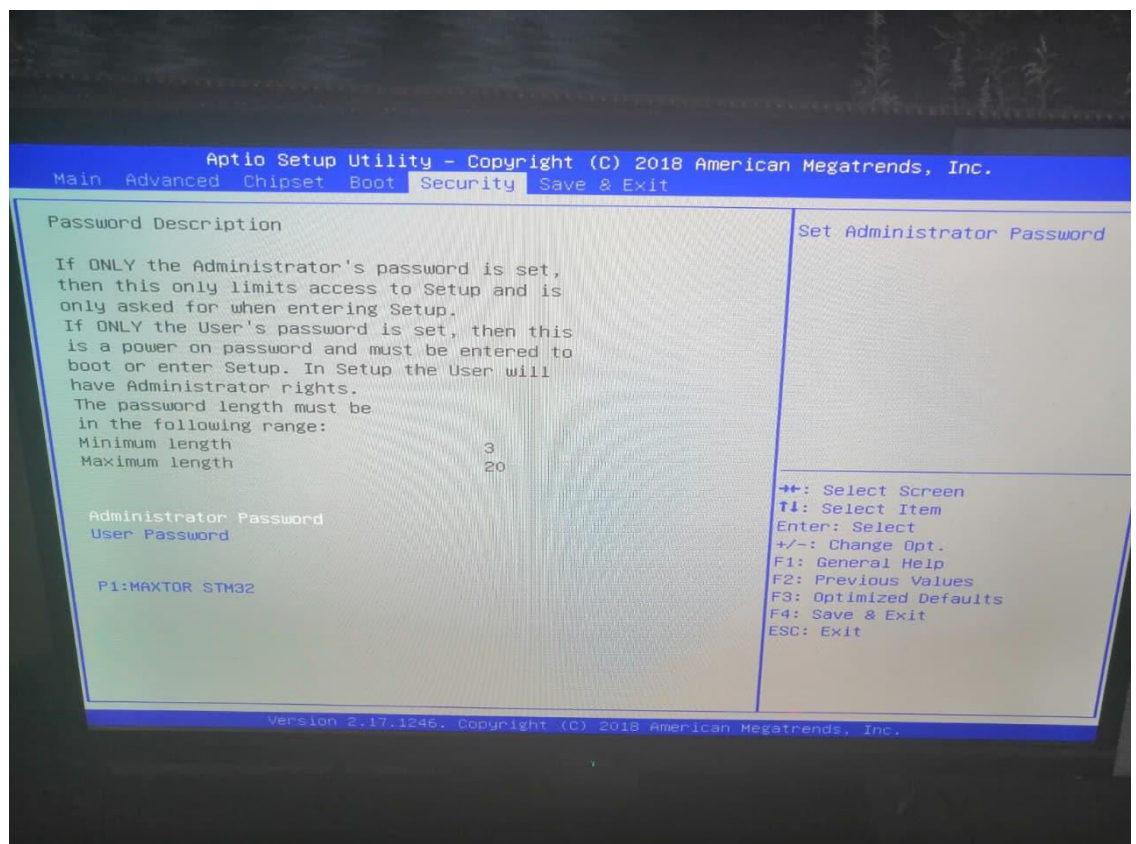 Aptio Setup Utility – Copyright (C) 2018 American Megatrends, Inc.
Main Advanced Chipset Boot Security Save & Exit
Password Description
If ONLY the Administrator's password is set,
then this only limits access to Setup and is
only asked for when entering Setup.
If ONLY the User's password is set, then this
is a power on password and must be entered to
boot or enter Setup. In Setup the User will
have Administrator rights.
The password length must be
in the following range:
Minimum length 3
Maximum length 20
Administrator Password
User Password
P1:MAXTOR STM32
Set Administrator Password
→←: Select Screen
↑↓: Select Item
Enter: Select
+/-: Change Opt.
F1: General Help
F2: Previous Values
F3: Optimized Defaults
F4: Save & Exit
ESC: Exit
Version 2.17.1246. Copyright (C) 2018 American Megatrends, Inc.